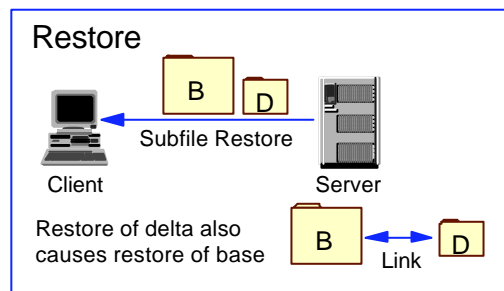 Restore
B D
Subfile Restore
Client
Server
Restore of delta also
causes restore of base
B D
Link